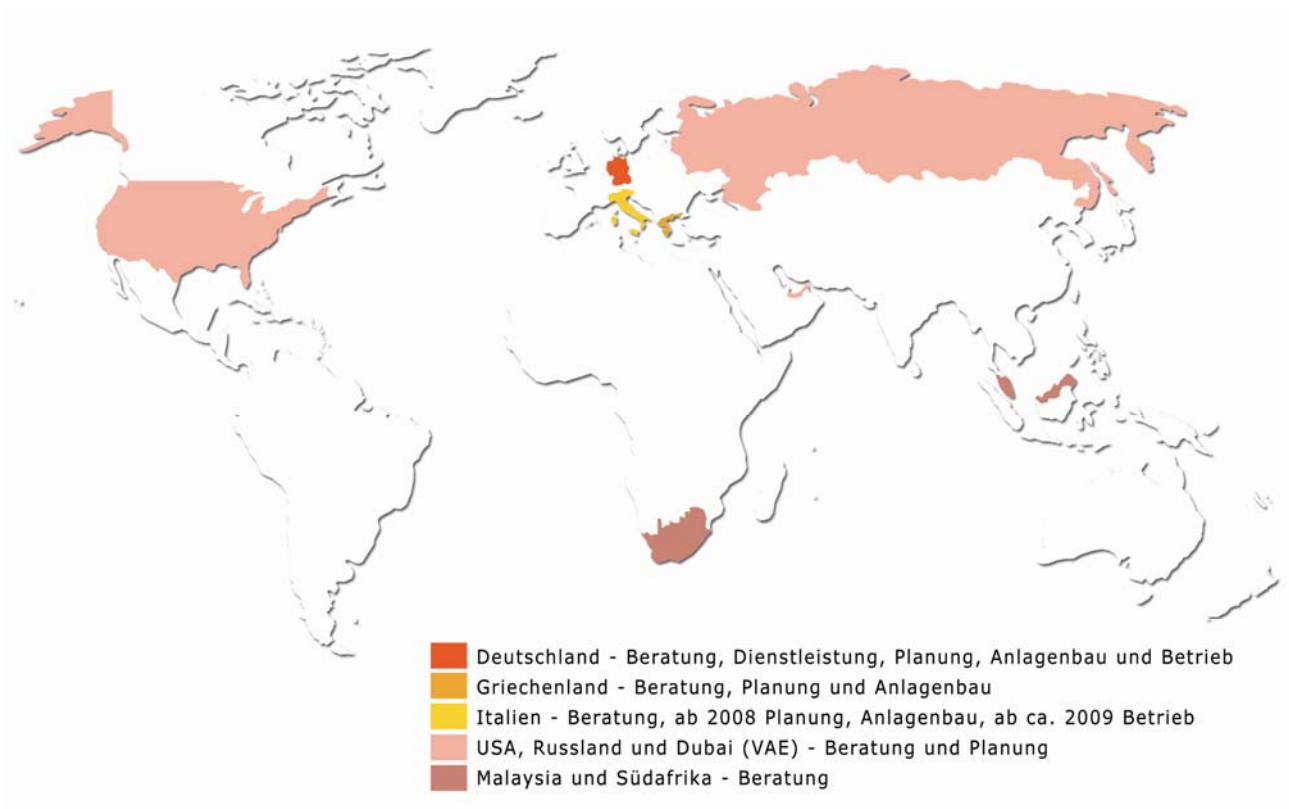 Deutschland - Beratung, Dienstleistung, Planung, Anlagenbau und Betrieb
Griechenland - Beratung, Planung und Anlagenbau
Italien - Beratung, ab 2008 Planung, Anlagenbau, ab ca. 2009 Betrieb
USA, Russland und Dubai (VAE) - Beratung und Planung
Malaysia und Südafrika - Beratung